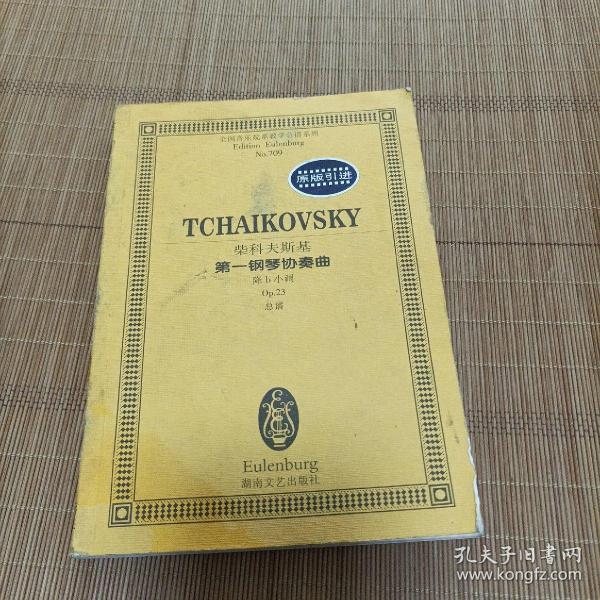 全国音乐院系教学总谱系列
Edition Eulenburg
No.709
原版引进
TCHAIKOVSKY
柴科夫斯基
第一钢琴协奏曲
降b小调
Op.23
总谱
Eulenburg
湖南文艺出版社
孔夫子旧书网
www.kongfz.com